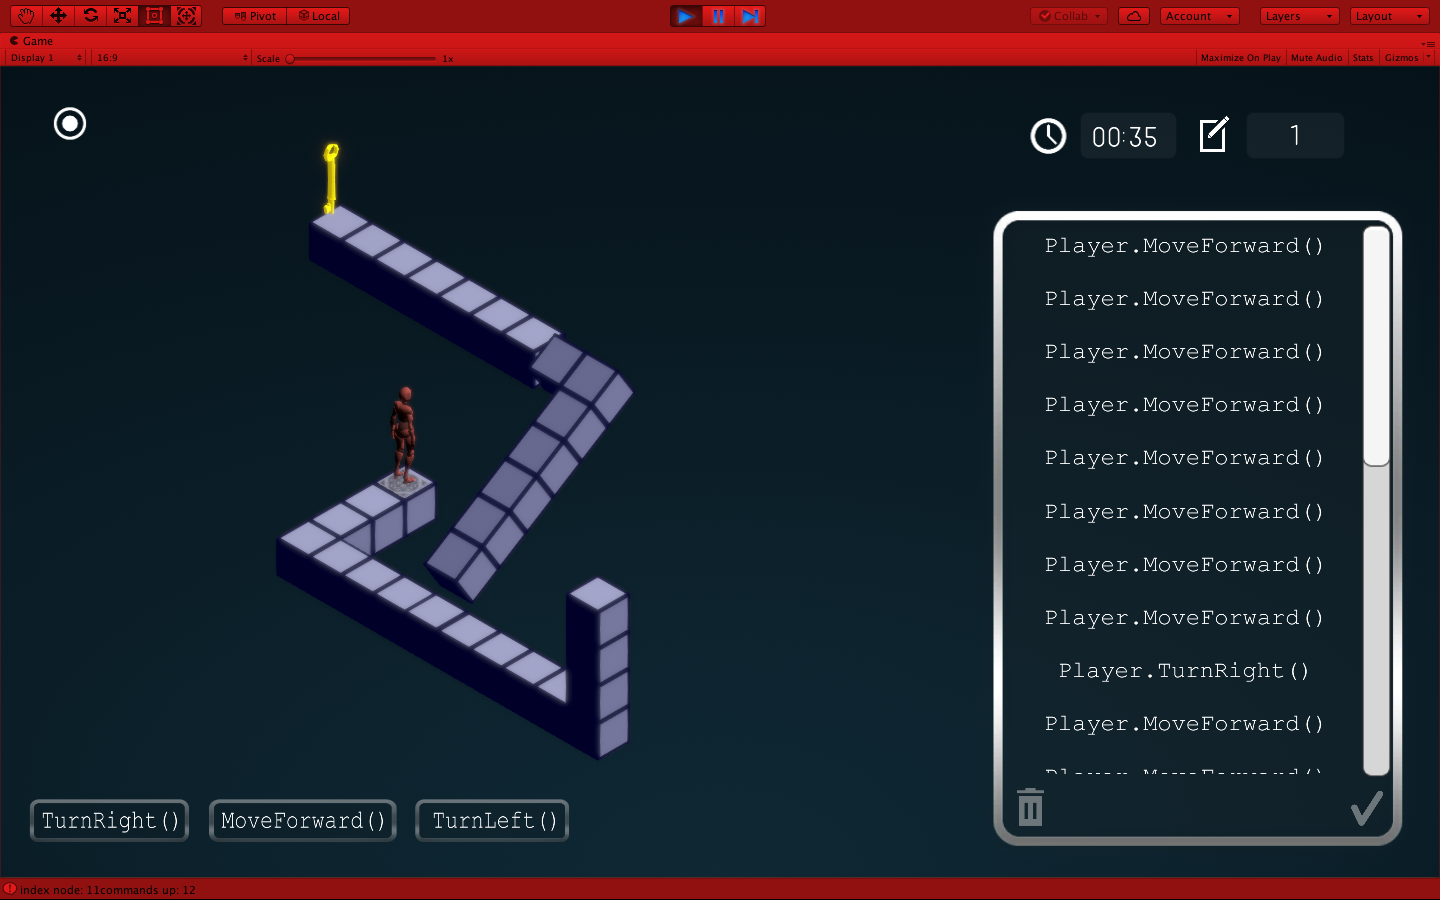 Pivot Local Collab Account Layers Layout
Game
Display 1 16:9 Scale 1x Maximize On Play Mute Audio Stats Gizmos
00:35 1
Player.MoveForward()
Player.MoveForward()
Player.MoveForward()
Player.MoveForward()
Player.MoveForward()
Player.MoveForward()
Player.MoveForward()
Player.MoveForward()
Player.TurnRight()
Player.MoveForward()
Player.MoveForward()
TurnRight() MoveForward() TurnLeft()
index node: 11commands up: 12